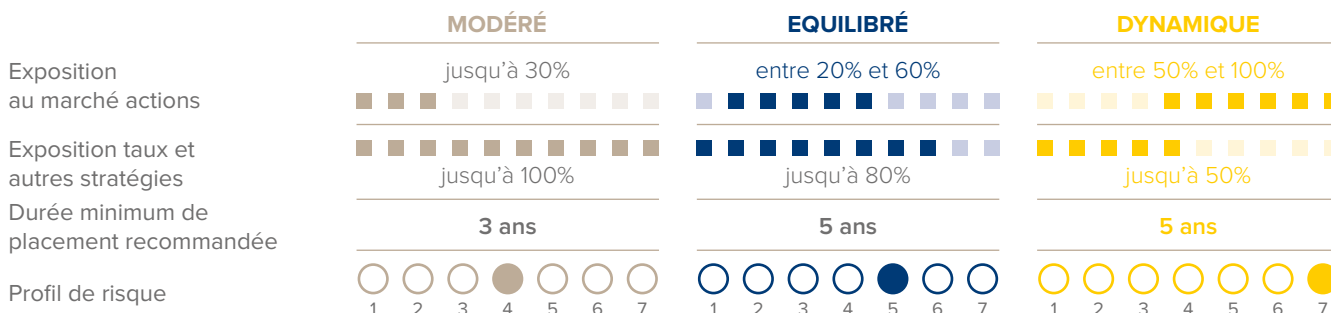 MODÉRÉ EQUILIBRÉ DYNAMIQUE
Exposition
au marché actions
jusqu’à 30% entre 20% et 60% entre 50% et 100%
Exposition taux et
autres stratégies
jusqu’à 100% jusqu’à 80% jusqu’à 50%
Durée minimum de
placement recommandée
3 ans 5 ans 5 ans
Profil de risque
1 2 3 4 5 6 7 1 2 3 4 5 6 7 1 2 3 4 5 6 7